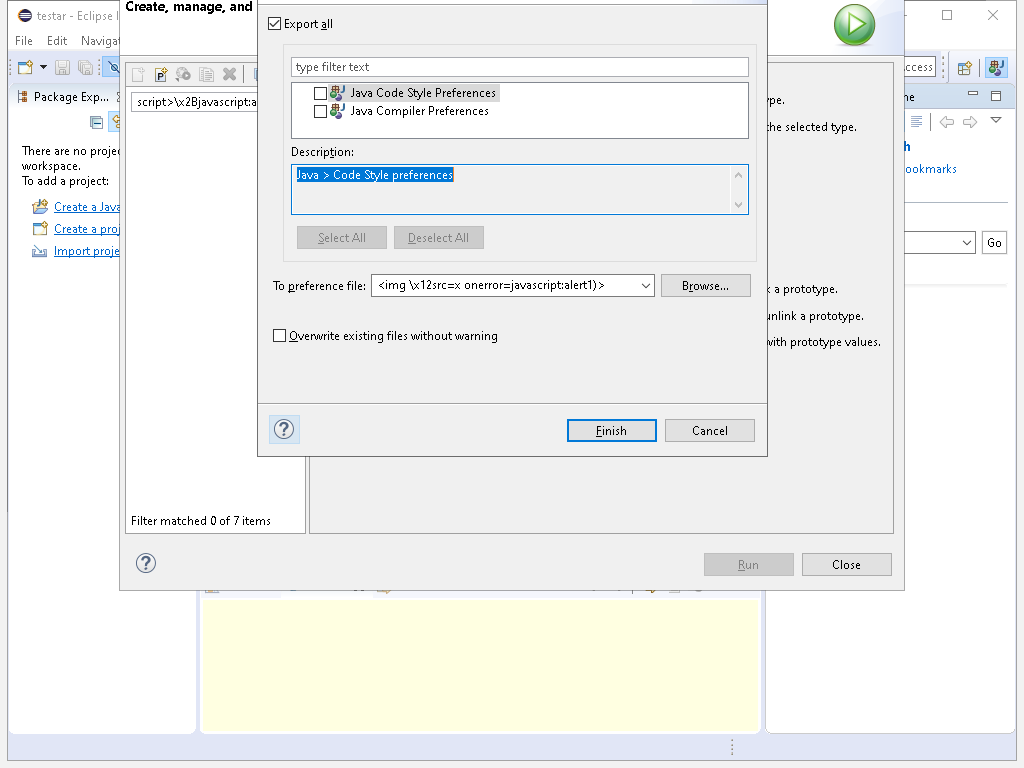 testar - Eclipse I
Create, manage, and
File Edit Navigat
Export all
type filter text
Java Code Style Preferences
Java Compiler Preferences
Description:
Java > Code Style preferences
Select All
Deselect All
To preference file:
<img \x12src=x onerror=javascript:alert1)>
Browse...
Overwrite existing files without warning
Finish
Cancel
Package Exp...
script>\x2Bjavascript:a
There are no projec
workspace.
To add a project:
Create a Java
Create a proj
Import proje
ype.
the selected type.
k a prototype.
unlink a prototype.
with prototype values.
ccess
ne
h
ookmarks
Go
Filter matched 0 of 7 items
Run
Close